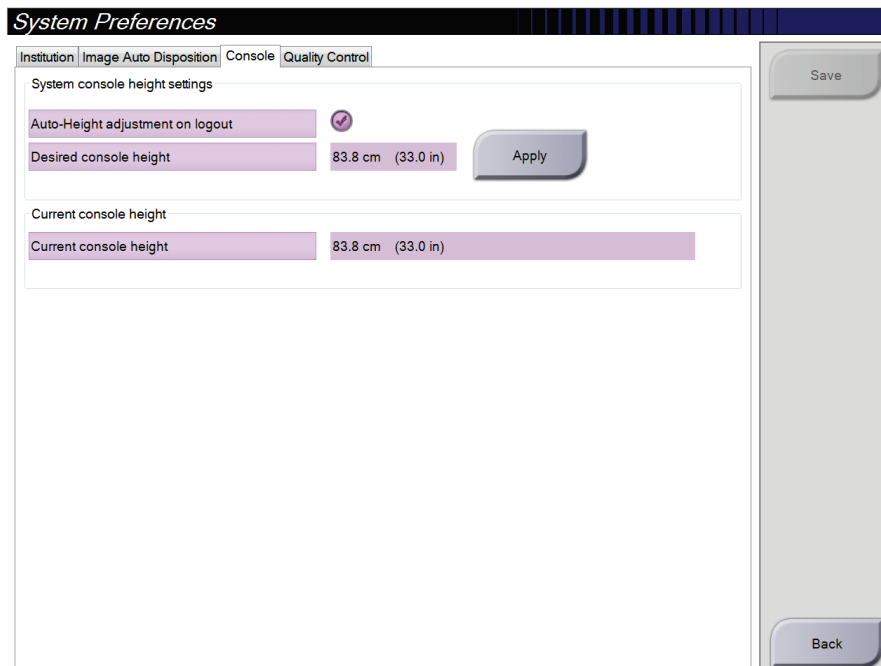 System Preferences
Institution Image Auto Disposition Console Quality Control
System console height settings
Auto-Height adjustment on logout
Desired console height 83.8 cm (33.0 in) Apply
Current console height
Current console height 83.8 cm (33.0 in)
Save
Back